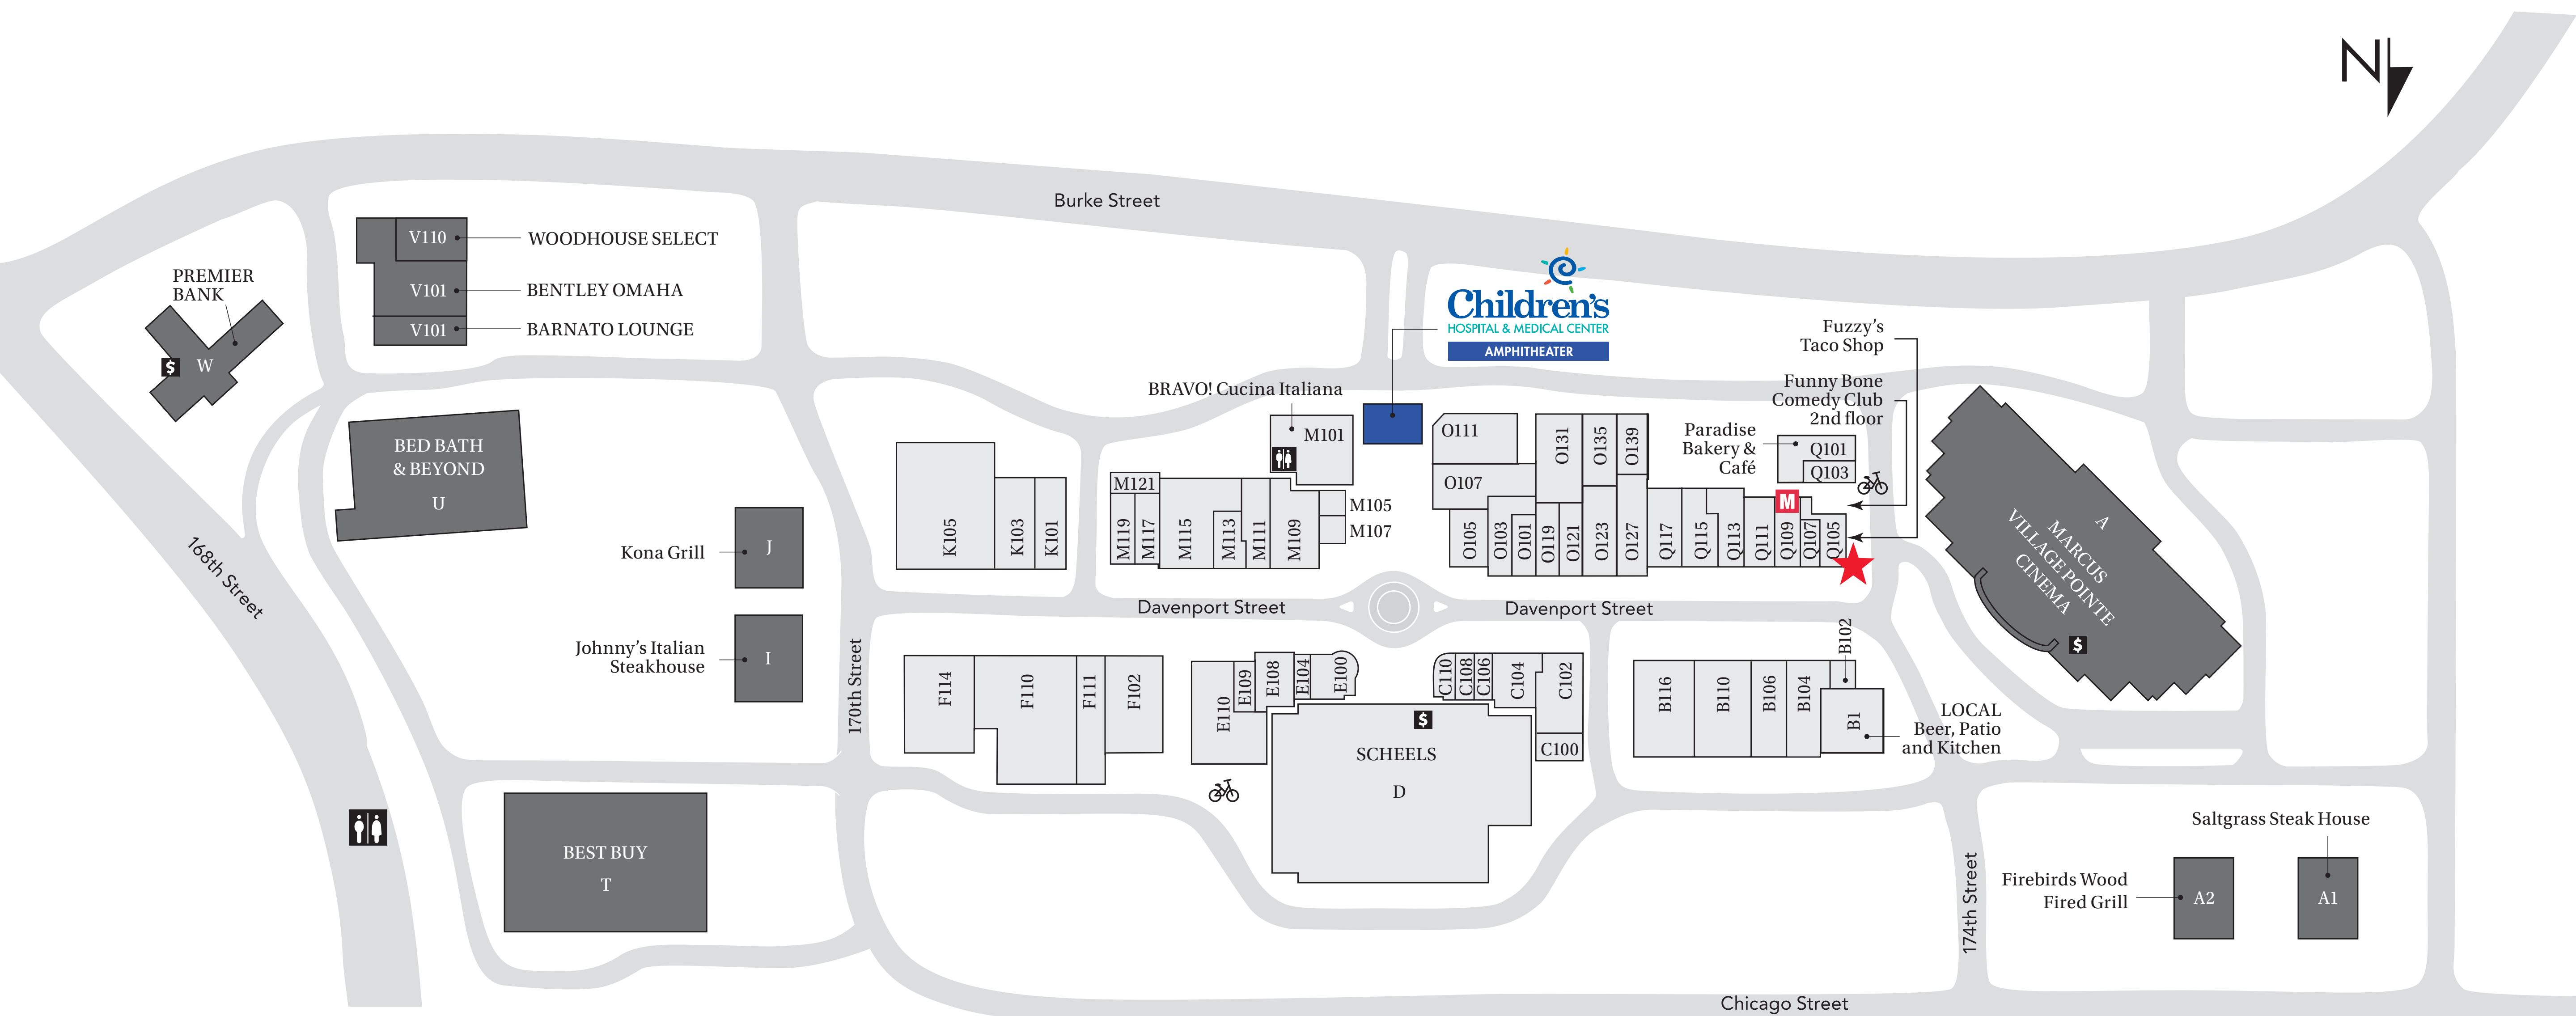 N
Burke Street
V110
WOODHOUSE SELECT
V101
BENTLEY OMAHA
V101
BARNATO LOUNGE
PREMIER
BANK
$
W
Children's
HOSPITAL & MEDICAL CENTER
AMPHITHEATER
Fuzzy's
Taco Shop
Funny Bone
Comedy Club
2nd floor
Paradise
Bakery &
Café
Q101
Q103
BRAVO! Cucina Italiana
M101
O111
O107
O131
O135
O139
BED BATH
& BEYOND
U
M121
M119
M117
M115
M113
M111
M109
M105
M107
K105
K103
K101
O105
O103
O101
O119
O121
O123
O127
Q117
Q115
Q113
Q111
M
Q109
Q107
Q105
A
MARCUS
VILLAGE POINTE
CINEMA
$
Kona Grill
J
Johnny's Italian
Steakhouse
I
168th Street
170th Street
Davenport Street
Davenport Street
F114
F110
F111
F102
E110
E109
E108
E104
E100
C110
C108
C106
C104
C102
C100
$
SCHEELS
D
B116
B110
B106
B104
B102
B1
LOCAL
Beer, Patio
and Kitchen
BEST BUY
T
Saltgrass Steak House
Firebirds Wood
Fired Grill
A2
A1
174th Street
Chicago Street